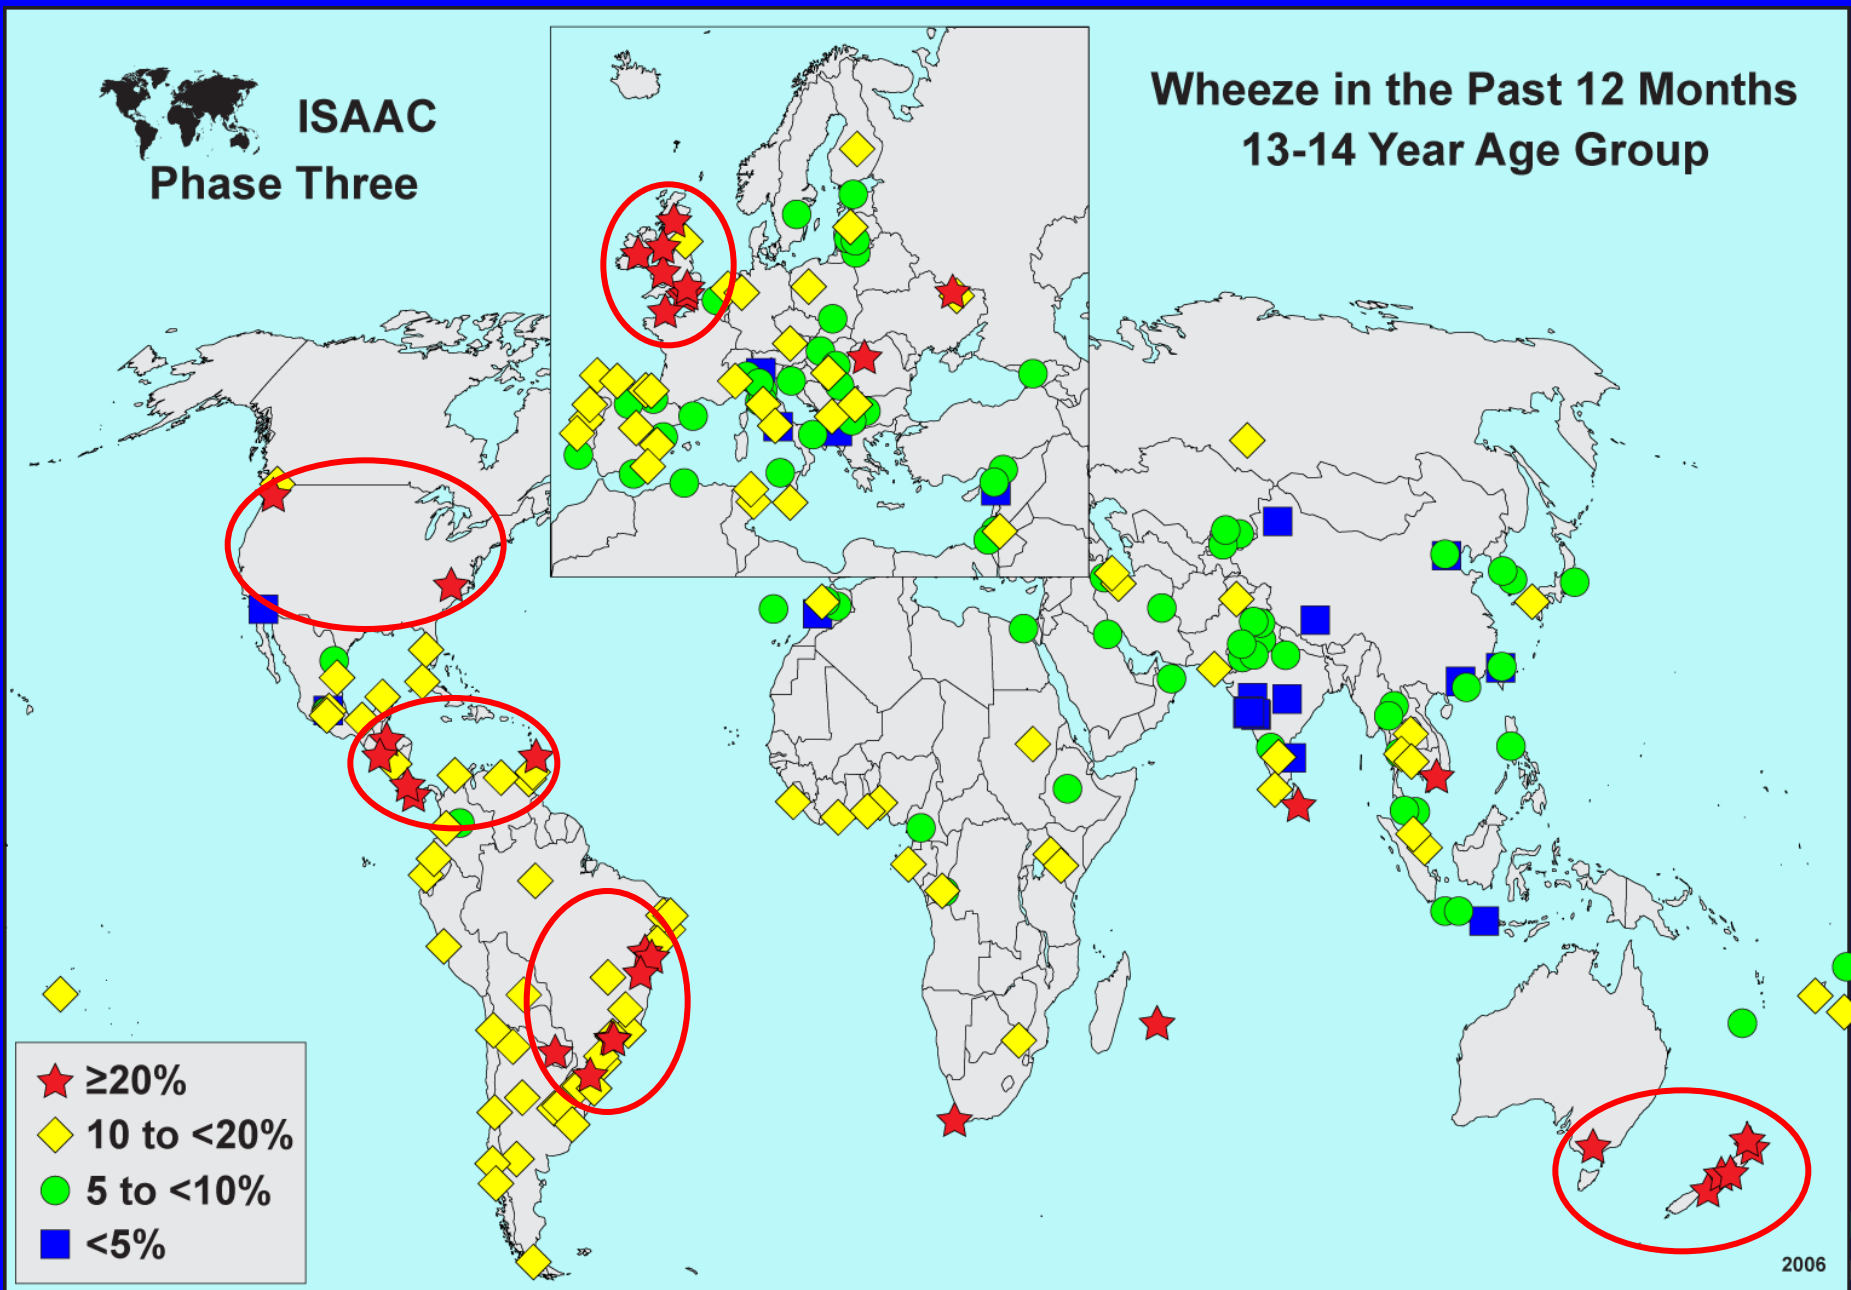 ISAAC
Phase Three
Wheeze in the Past 12 Months
13-14 Year Age Group
≥20%
10 to <20%
5 to <10%
<5%
2006